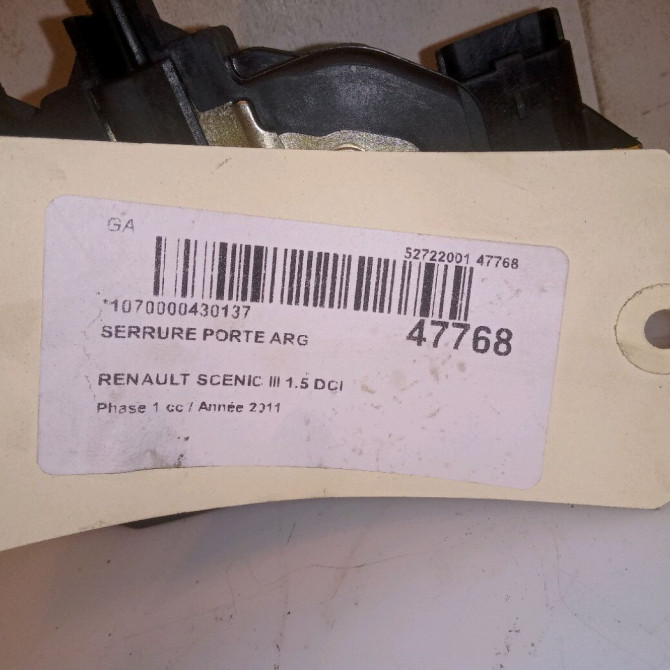 GA
52722001 47768
*1070000430137
47768
SERRURE PORTE ARG
RENAULT SCENIC III 1.5 DCI
Phase 1 cc / Année 2011